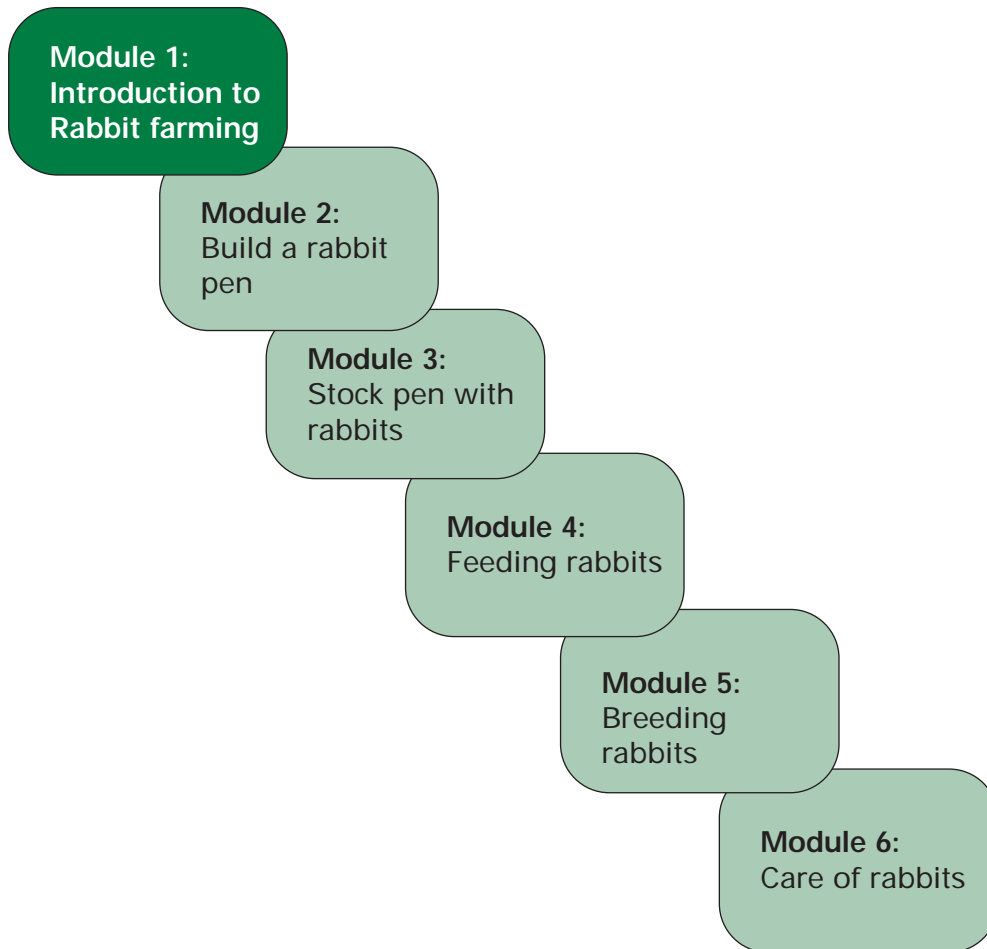 Module 1:
Introduction to
Rabbit farming
Module 2:
Build a rabbit
pen
Module 3:
Stock pen with
rabbits
Module 4:
Feeding rabbits
Module 5:
Breeding
rabbits
Module 6:
Care of rabbits